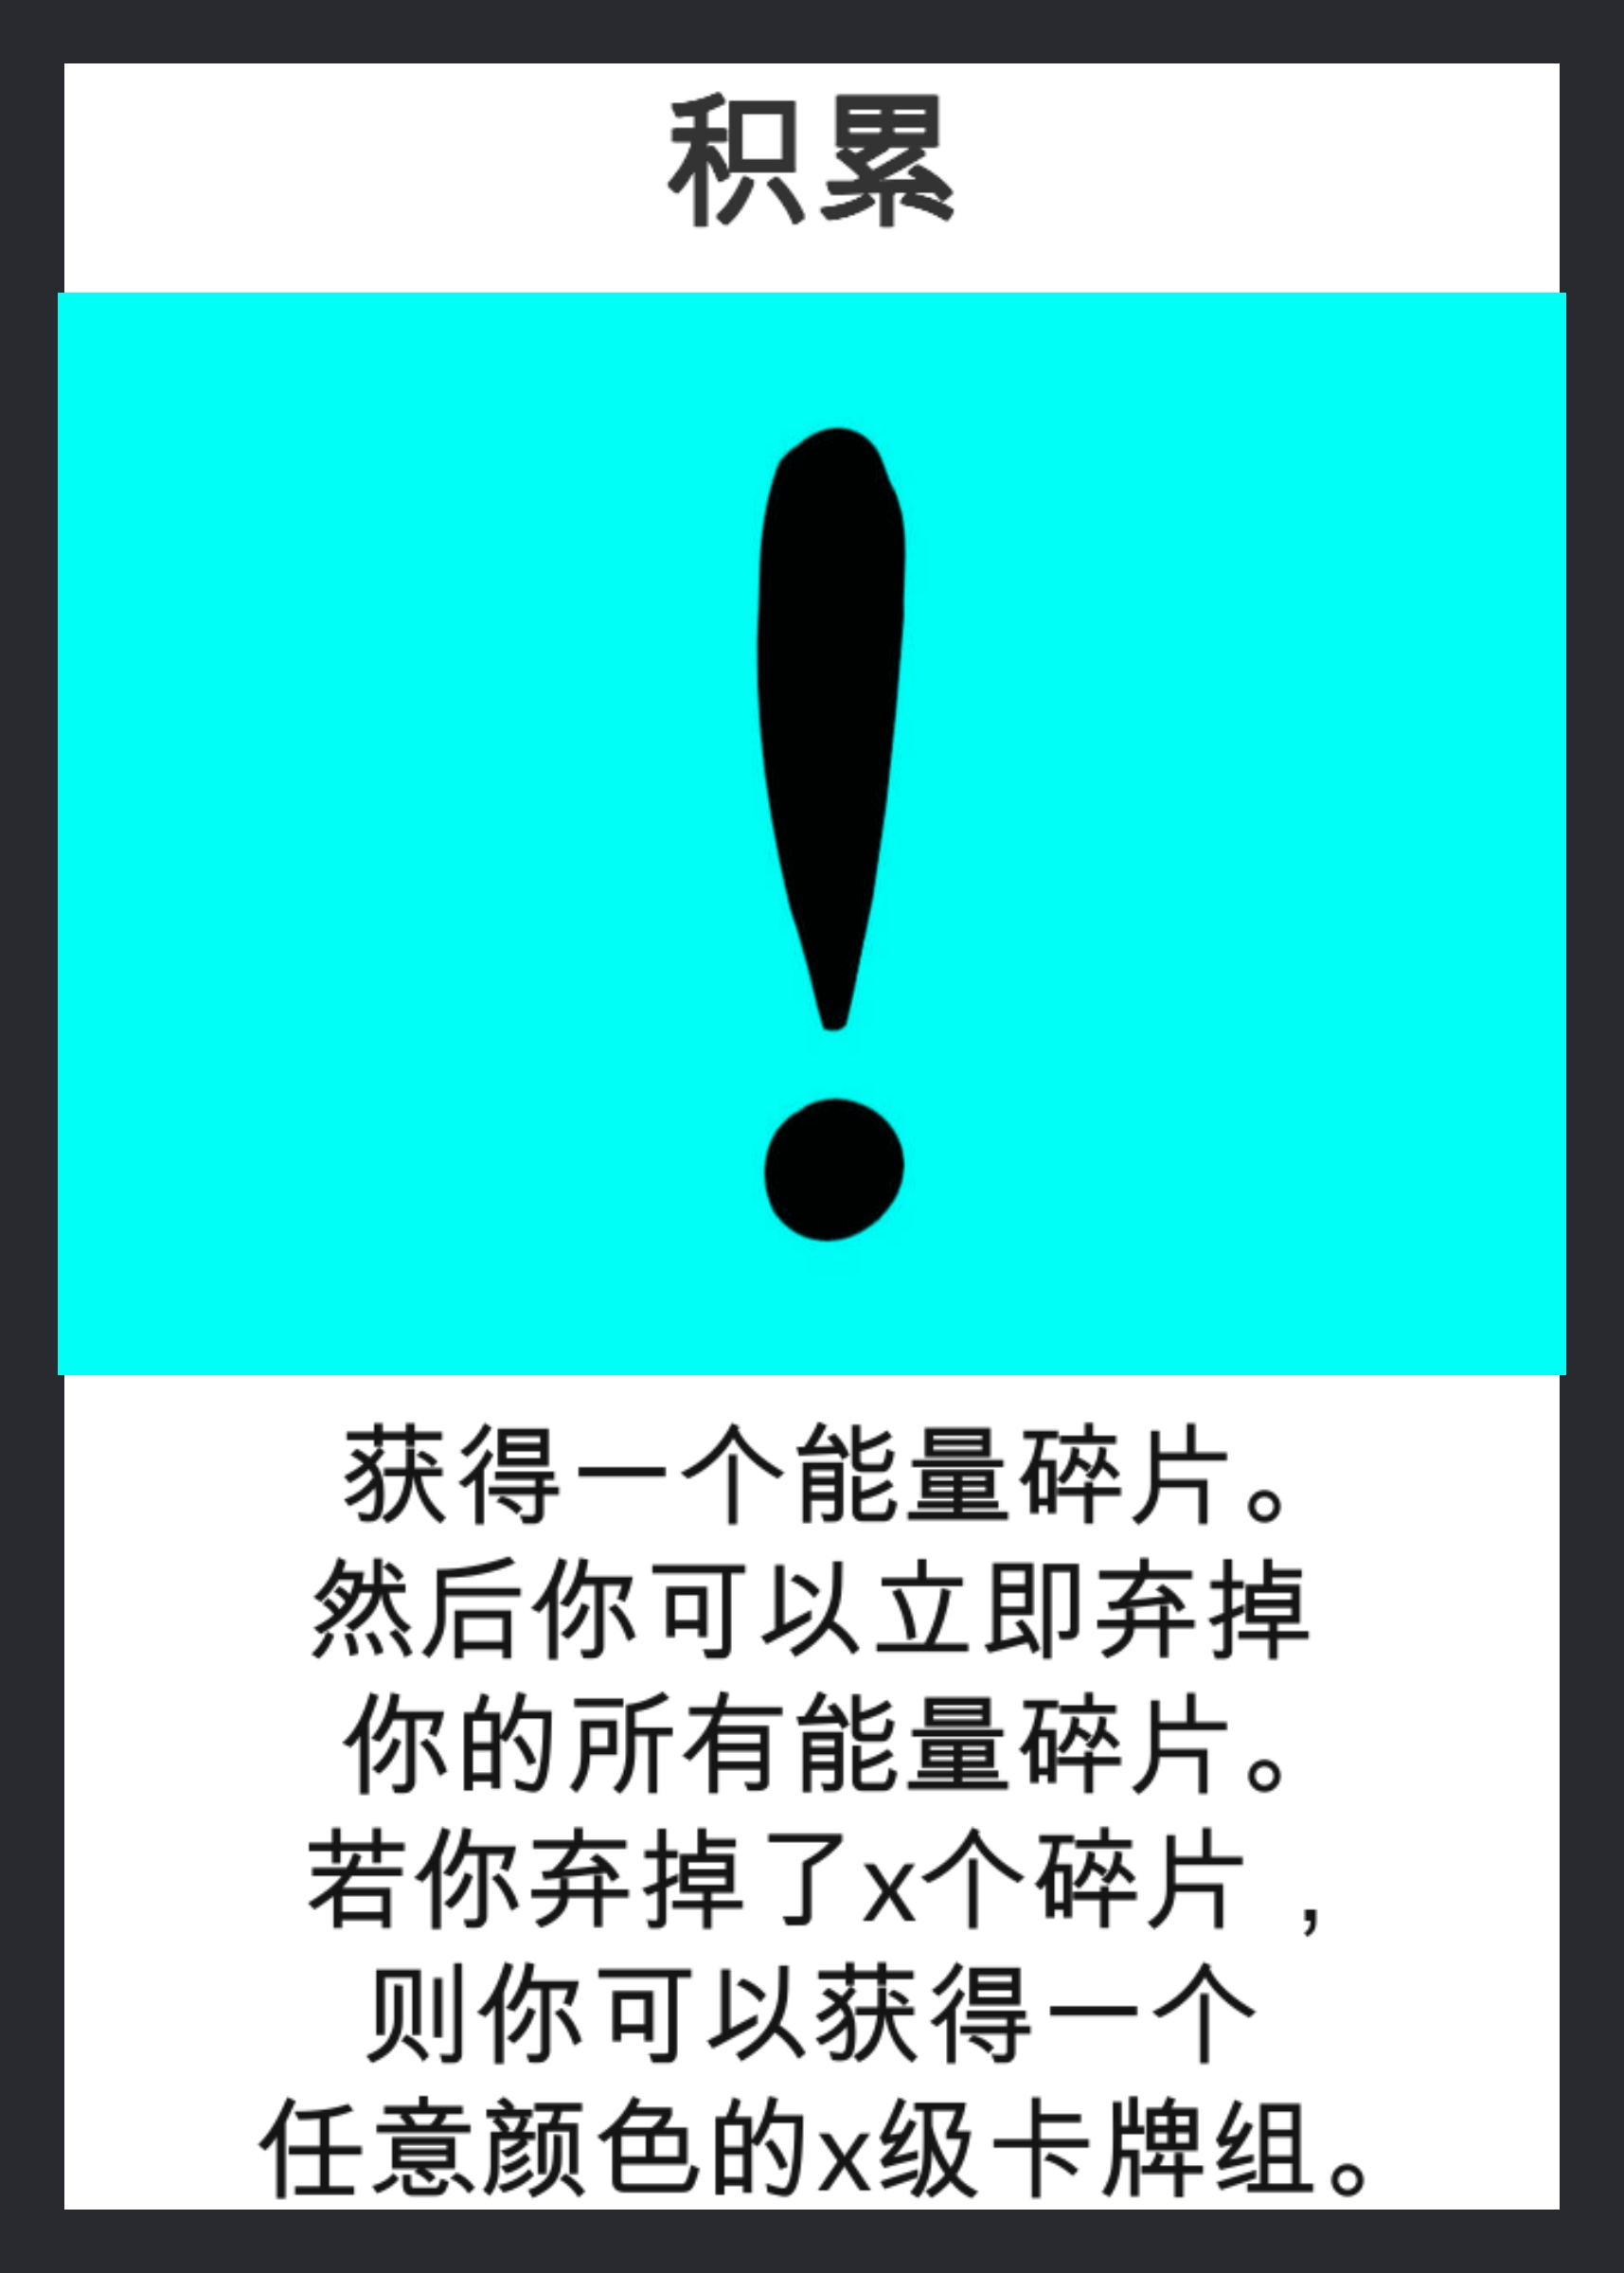 积累
!
获得一个能量碎片。
然后你可以立即弃掉
你的所有能量碎片。
若你弃掉了x个碎片，
则你可以获得一个
任意颜色的x级卡牌组。